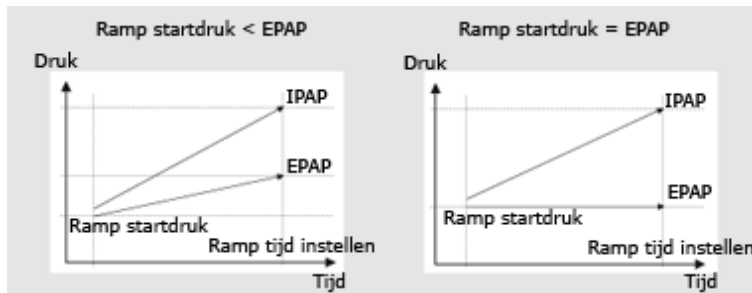 Ramp startdruk < EPAP
Druk
IPAP
EPAP
Ramp startdruk
Ramp tijd instellen
Tijd
Ramp startdruk = EPAP
Druk
IPAP
EPAP
Ramp startdruk
Ramp tijd instellen
Tijd